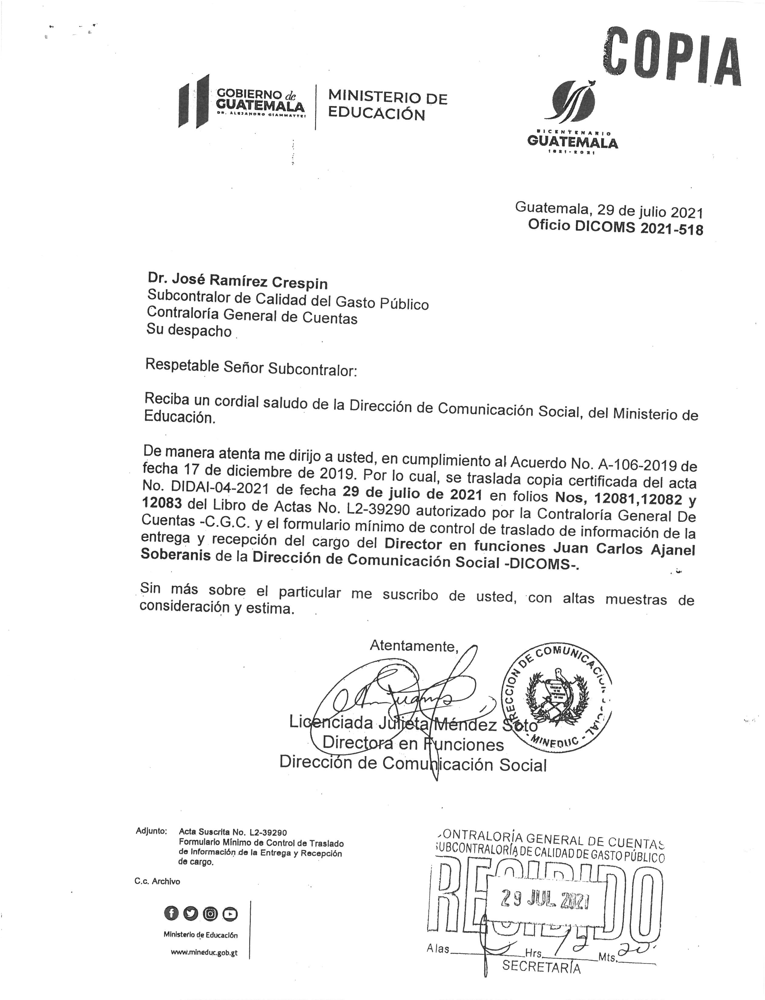 COPIA
GOBIERNO de
GUATEMALA
DR. ALEJANDRO GIAMMATTEI
MINISTERIO DE
EDUCACIÓN
BICENTENARIO
GUATEMALA
1821-2021
Guatemala, 29 de julio 2021
Oficio DICOMS 2021-518
Dr. José Ramírez Crespin
Subcontralor de Calidad del Gasto Público
Contraloría General de Cuentas
Su despacho
Respetable Señor Subcontralor:
Reciba un cordial saludo de la Dirección de Comunicación Social, del Ministerio de
Educación.
De manera atenta me dirijo a usted, en cumplimiento al Acuerdo No. A-106-2019 de
fecha 17 de diciembre de 2019. Por lo cual, se traslada copia certificada del acta
No. DIDAI-04-2021 de fecha 29 de julio de 2021 en folios Nos, 12081,12082 y
12083 del Libro de Actas No. L2-39290 autorizado por la Contraloría General De
Cuentas -C.G.C. y el formulario mínimo de control de traslado de información de la
entrega y recepción del cargo del Director en funciones Juan Carlos Ajanel
Soberanis de la Dirección de Comunicación Social -DICOMS-.
Sin más sobre el particular me suscribo de usted, con altas muestras de
consideración y estima.
Atentamente,
DIRECCION DE COMUNICACION SOCIAL
- MINEDUC -
Licenciada Julieta Méndez Soto
Directora en Funciones
Dirección de Comunicación Social
Adjunto: Acta Suscrita No. L2-39290
Formulario Mínimo de Control de Traslado
de Información de la Entrega y Recepción
de cargo.
C.c. Archivo
Ministerio de Educación
www.mineduc.gob.gt
CONTRALORÍA GENERAL DE CUENTAS
SUBCONTRALORÍA DE CALIDAD DE GASTO PÚBLICO
RECIBIDO
29 JUL 2021
A las Hrs. 12 Mts. 20
SECRETARÍA